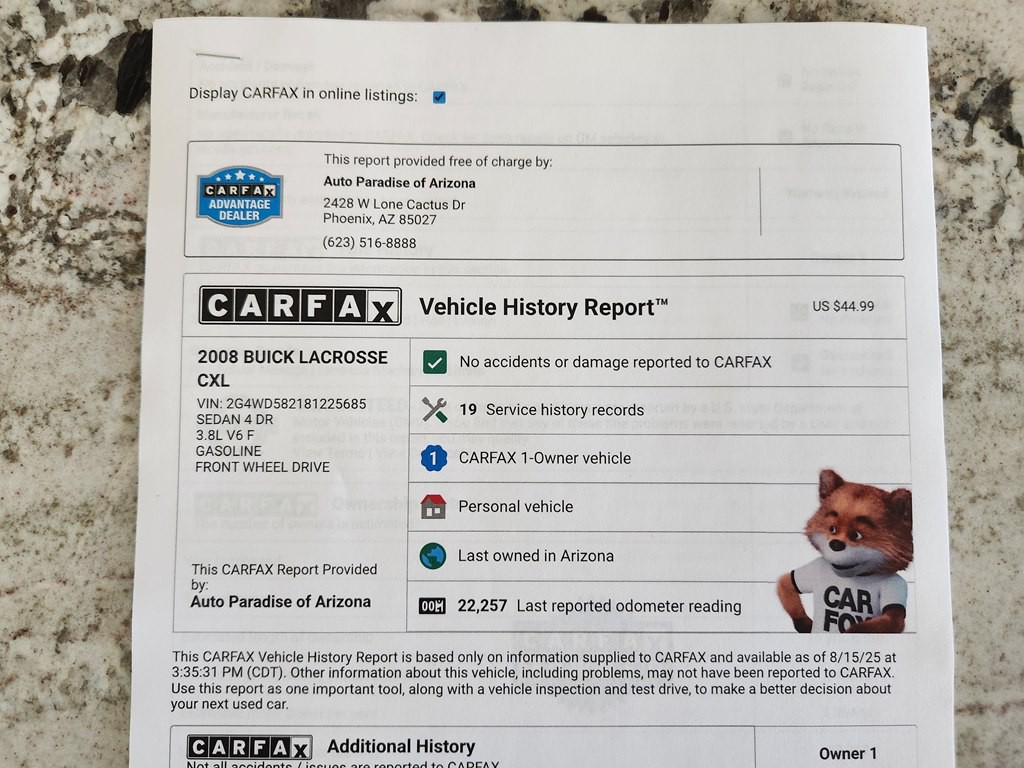 Display CARFAX in online listings:
This report provided free of charge by:
CARFAX
ADVANTAGE
DEALER
Auto Paradise of Arizona
2428 W Lone Cactus Dr
Phoenix, AZ 85027
(623) 516-8888
CARFAX Vehicle History Report™ US $44.99
2008 BUICK LACROSSE
CXL
VIN: 2G4WD582181225685
SEDAN 4 DR
3.8L V6 F
GASOLINE
FRONT WHEEL DRIVE
This CARFAX Report Provided
by:
Auto Paradise of Arizona
No accidents or damage reported to CARFAX
19 Service history records
1 CARFAX 1-Owner vehicle
Personal vehicle
Last owned in Arizona
22,257 Last reported odometer reading
CAR
FOX
This CARFAX Vehicle History Report is based only on information supplied to CARFAX and available as of 8/15/25 at
3:35:31 PM (CDT). Other information about this vehicle, including problems, may not have been reported to CARFAX.
Use this report as one important tool, along with a vehicle inspection and test drive, to make a better decision about
your next used car.
CARFAX Additional History
Not all accidents / issues are reported to CARFAX
Owner 1